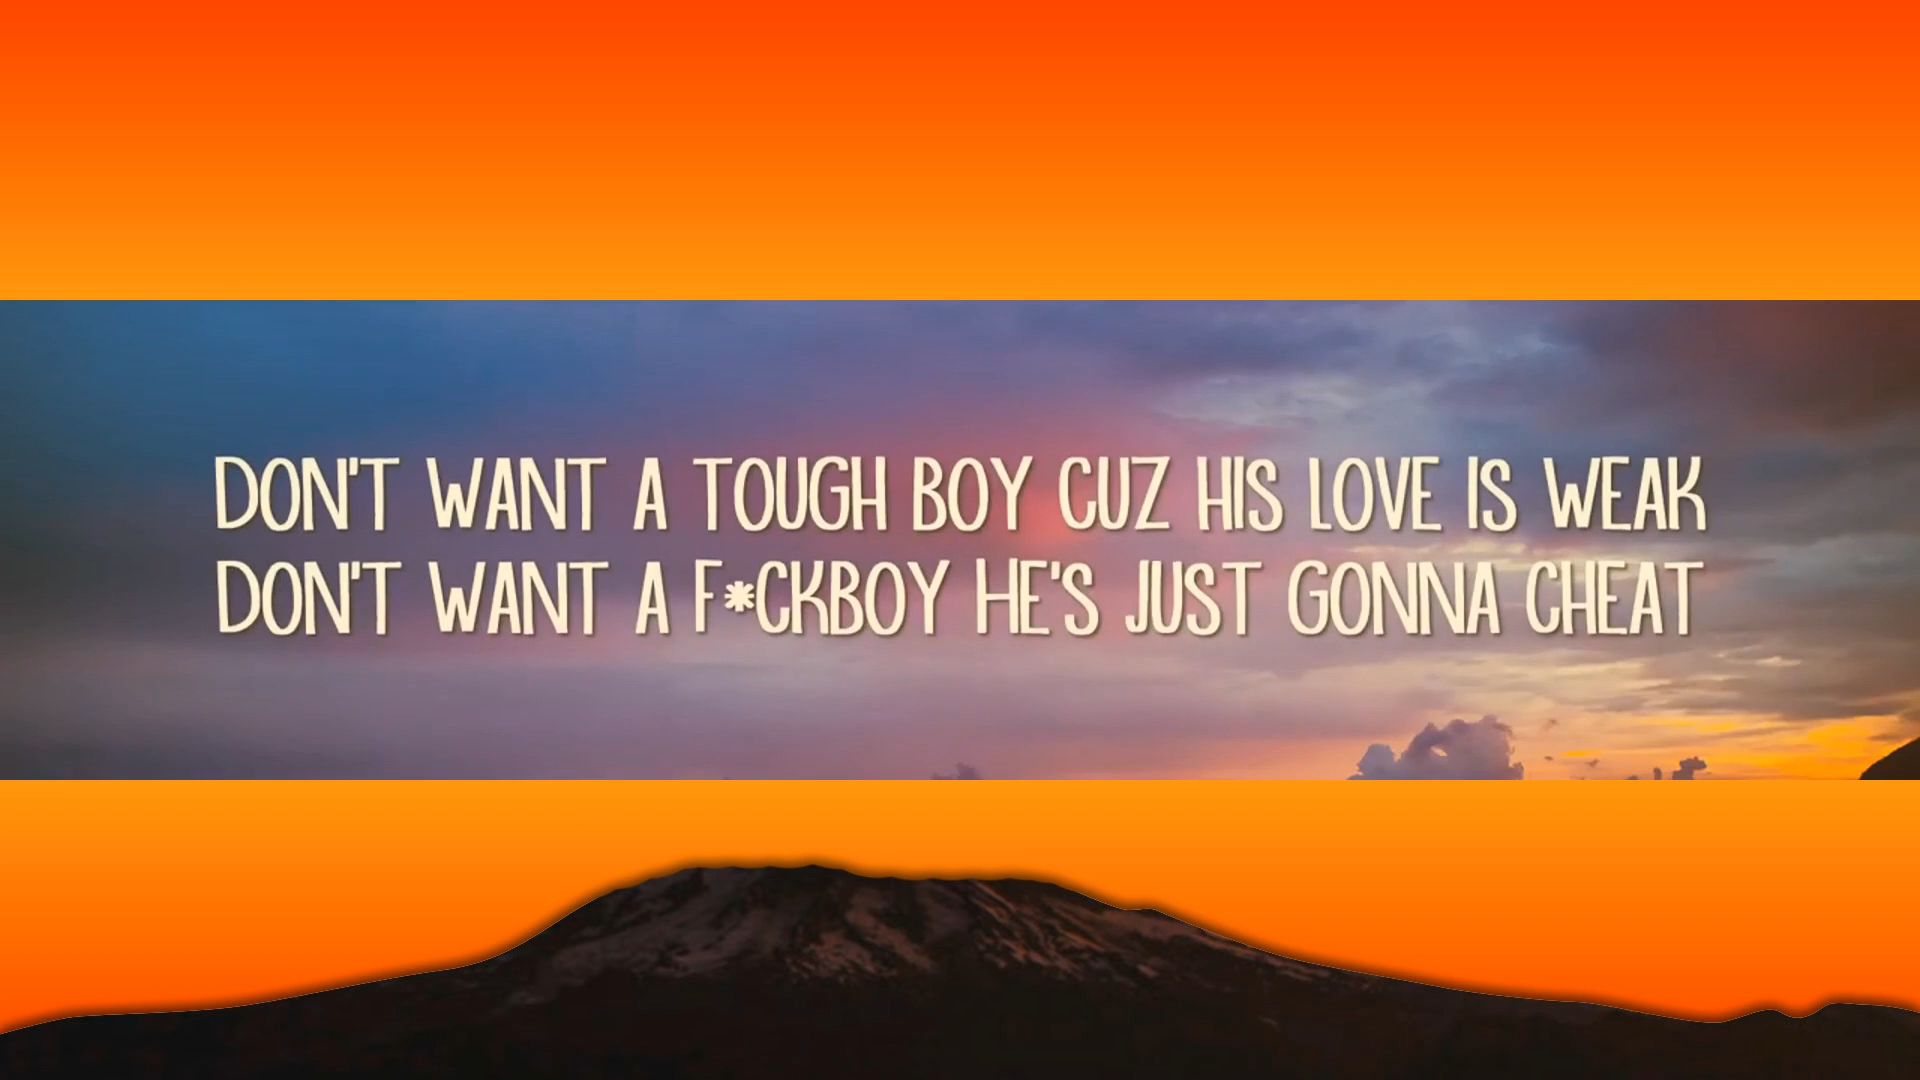 DON'T WANT A TOUGH BOY CUZ HIS LOVE IS WEAK
DON'T WANT A F*CKBOY HE'S JUST GONNA CHEAT